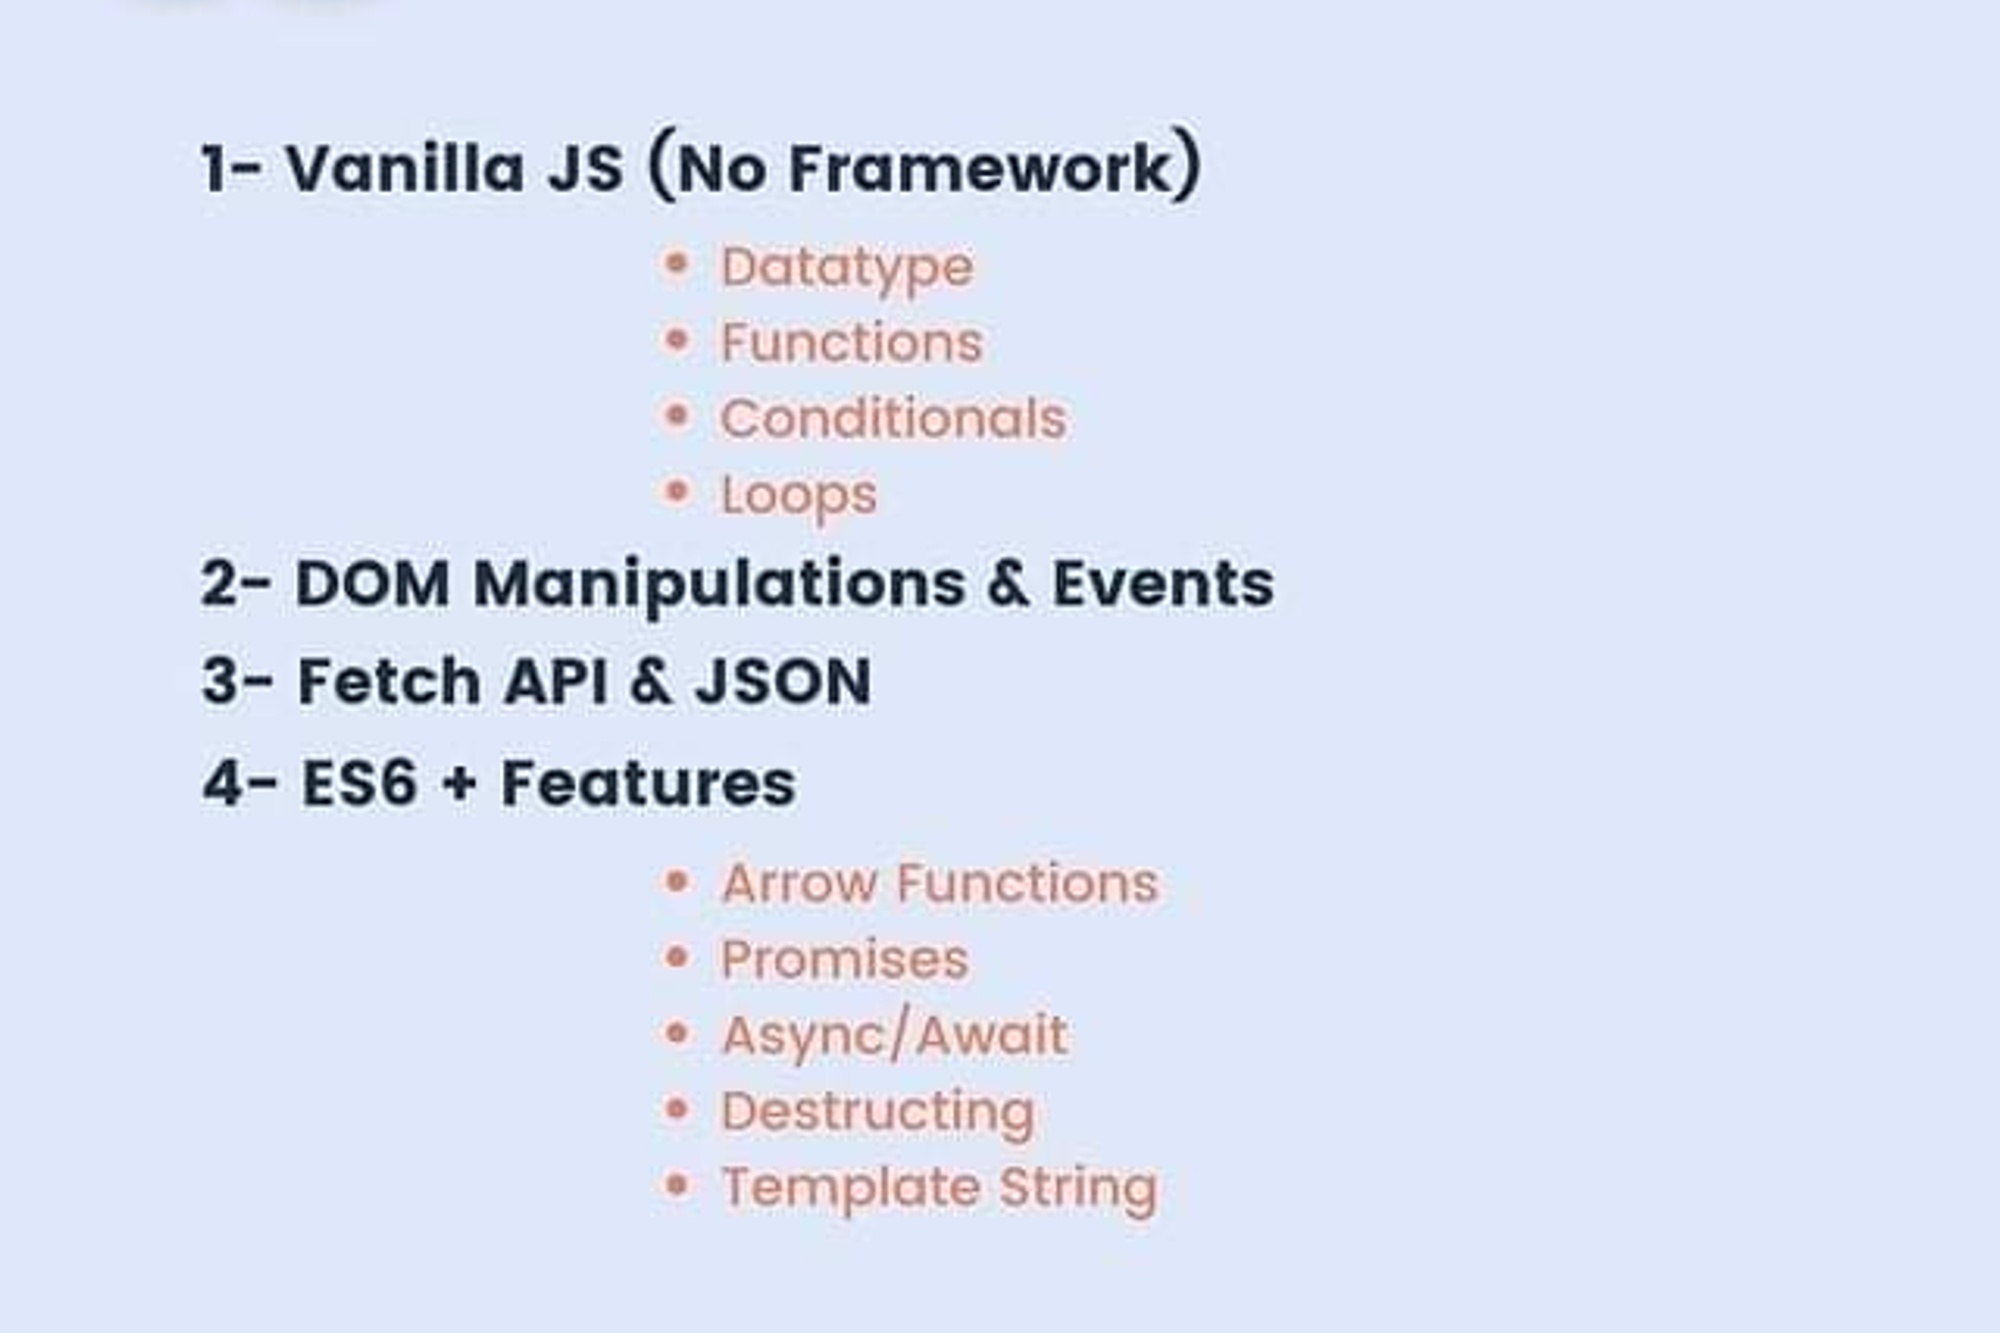 1- Vanilla JS (No Framework)
• Datatype
• Functions
• Conditionals
• Loops
2- DOM Manipulations & Events
3- Fetch API & JSON
4- ES6 + Features
• Arrow Functions
• Promises
• Async/Await
• Destructing
• Template String